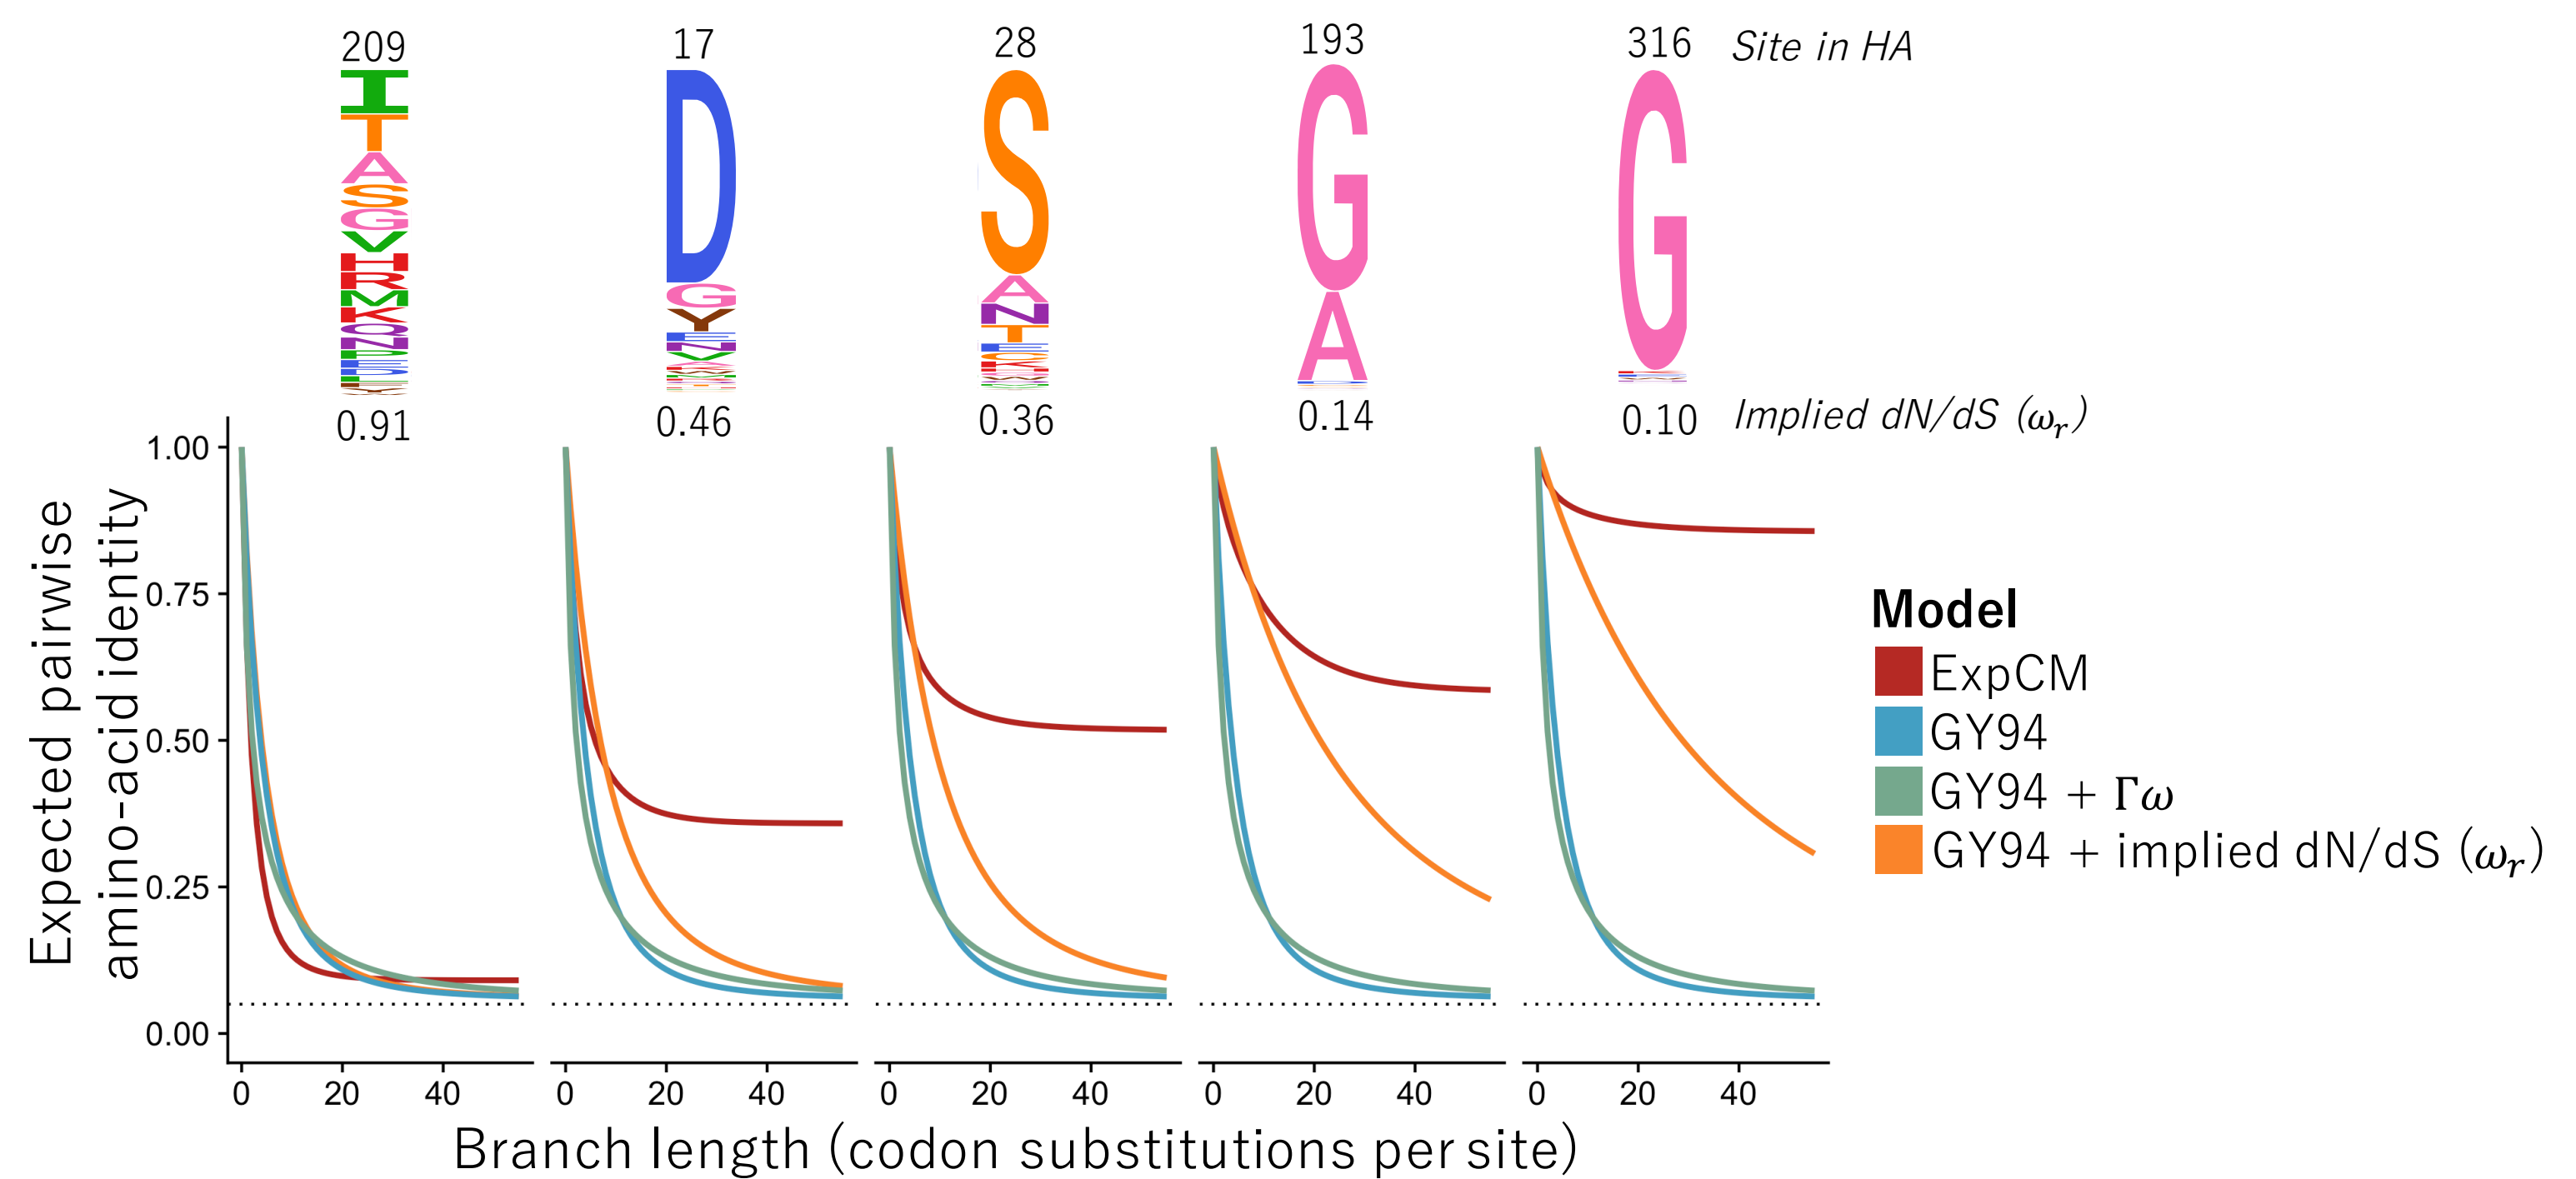 209 17 28 193 316 Site in HA
I D S G G
T G A A
A Y N
S E T
G N E
V
H
R
M
K
Q
N
P
E
D
0.91 0.46 0.36 0.14 0.10 Implied dN/dS (ωr)
Expected pairwise
amino-acid identity
1.00
0.75
0.50
0.25
0.00
0 20 40 0 20 40 0 20 40 0 20 40 0 20 40
Branch length (codon substitutions per site)
Model
ExpCM
GY94
GY94 + Γω
GY94 + implied dN/dS (ωr)